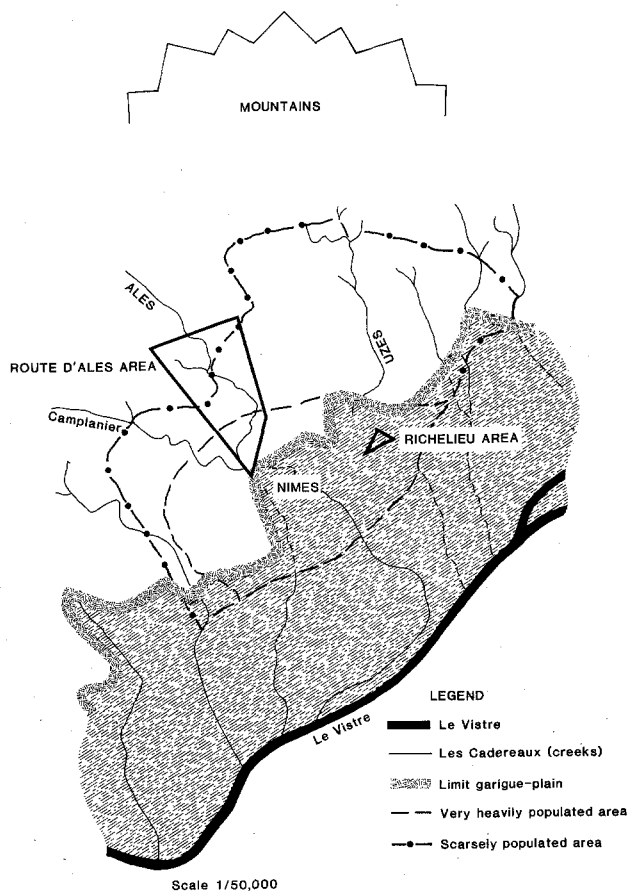 MOUNTAINS
ALES
UZES
ROUTE D'ALES AREA
Camplanier
RICHELIEU AREA
NIMES
LEGEND
Le Vistre
Le Vistre
Les Cadereaux (creeks)
Limit garigue-plain
Very heavily populated area
Scarsely populated area
Scale 1/50,000